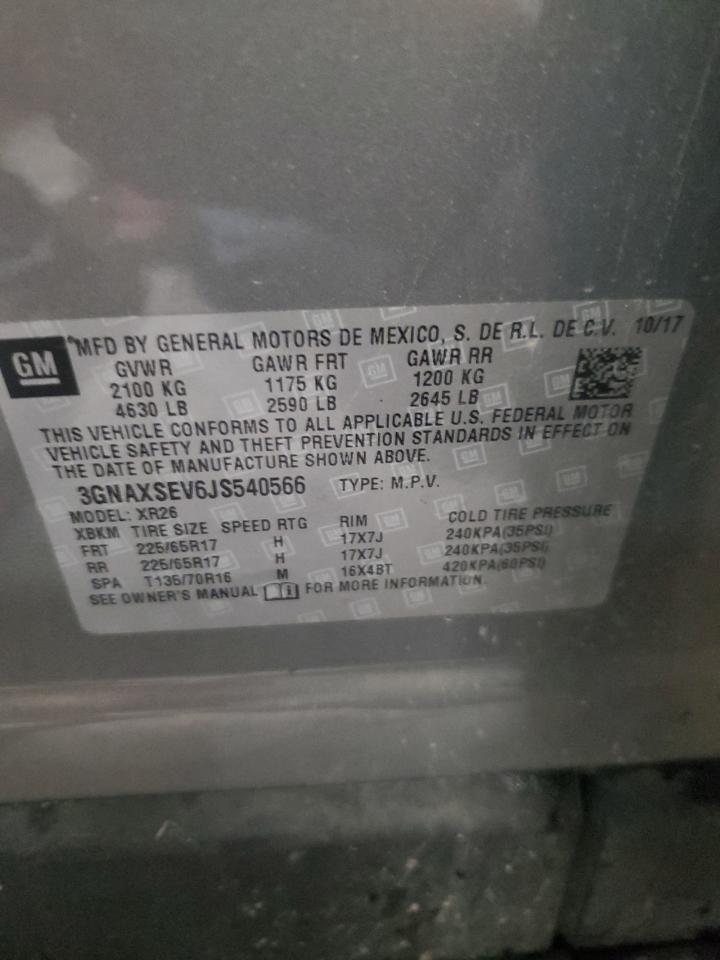 GM
MFD BY GENERAL MOTORS DE MEXICO, S. DE R.L. DE C.V. 10/17
GVWR GAWR FRT GAWR RR
2100 KG 1175 KG 1200 KG
4630 LB 2590 LB 2645 LB
THIS VEHICLE CONFORMS TO ALL APPLICABLE U.S. FEDERAL MOTOR
VEHICLE SAFETY AND THEFT PREVENTION STANDARDS IN EFFECT ON
THE DATE OF MANUFACTURE SHOWN ABOVE.
3GNAXSEV6JS540566 TYPE: M.P.V.
MODEL: XR26
XBKM TIRE SIZE SPEED RTG RIM COLD TIRE PRESSURE
FRT 225/65R17 H 17X7J 240KPA(35PSI)
RR 225/65R17 H 17X7J 240KPA(35PSI)
SPA T135/70R16 M 16X4BT 420KPA(60PSI)
SEE OWNER'S MANUAL FOR MORE INFORMATION.